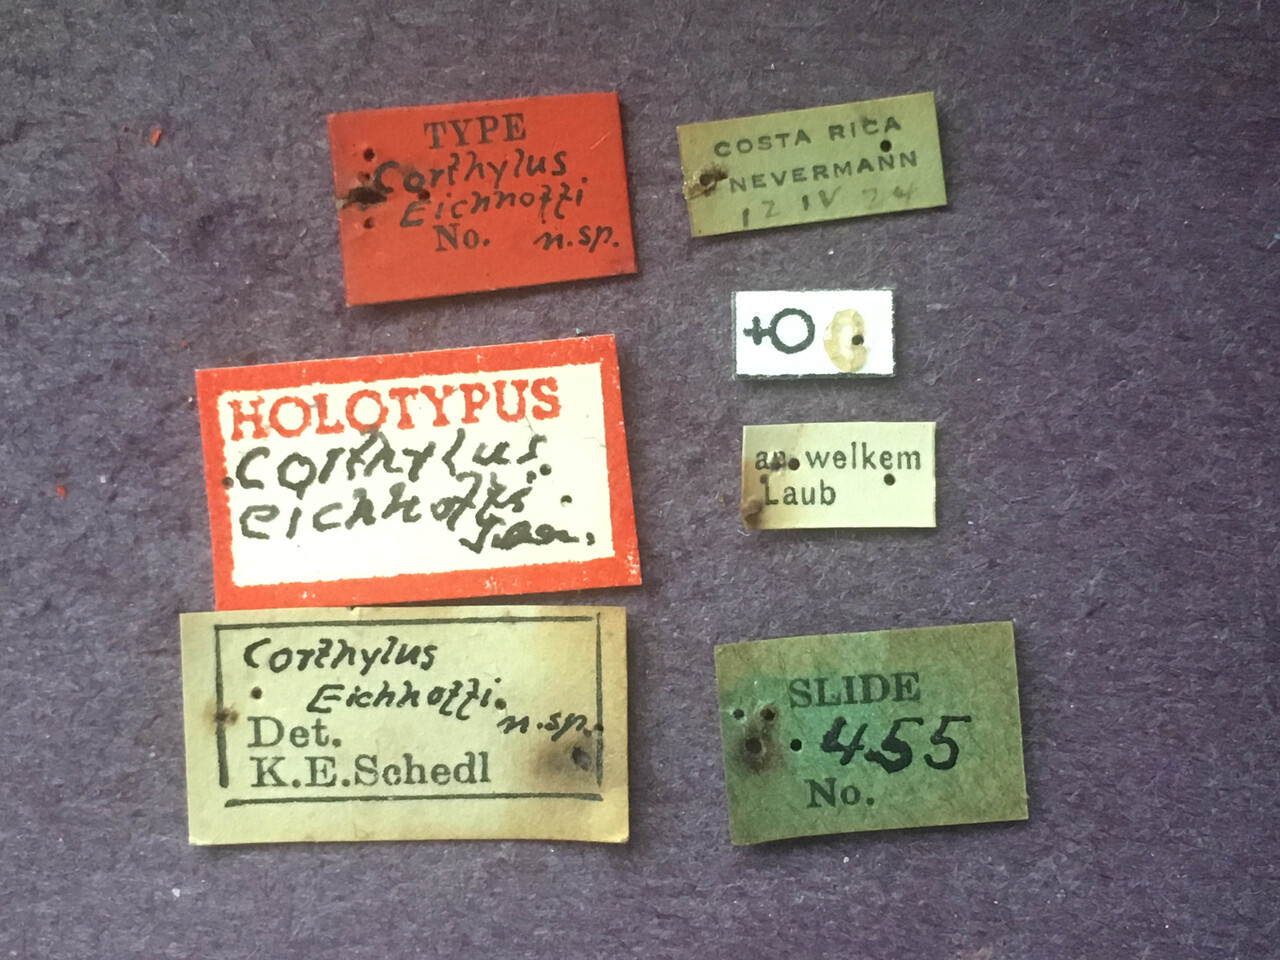 TYPE
Corthylus
Eichhoffi
No. n.sp.
COSTA RICA
NEVERMANN
12 IV 24
♀
HOLOTYPUS
Corthylus
eichhoffi
an welkem
Laub
Corthylus
Eichhoffi.
n.sp.
Det.
K.E.Schedl
SLIDE
455
No.